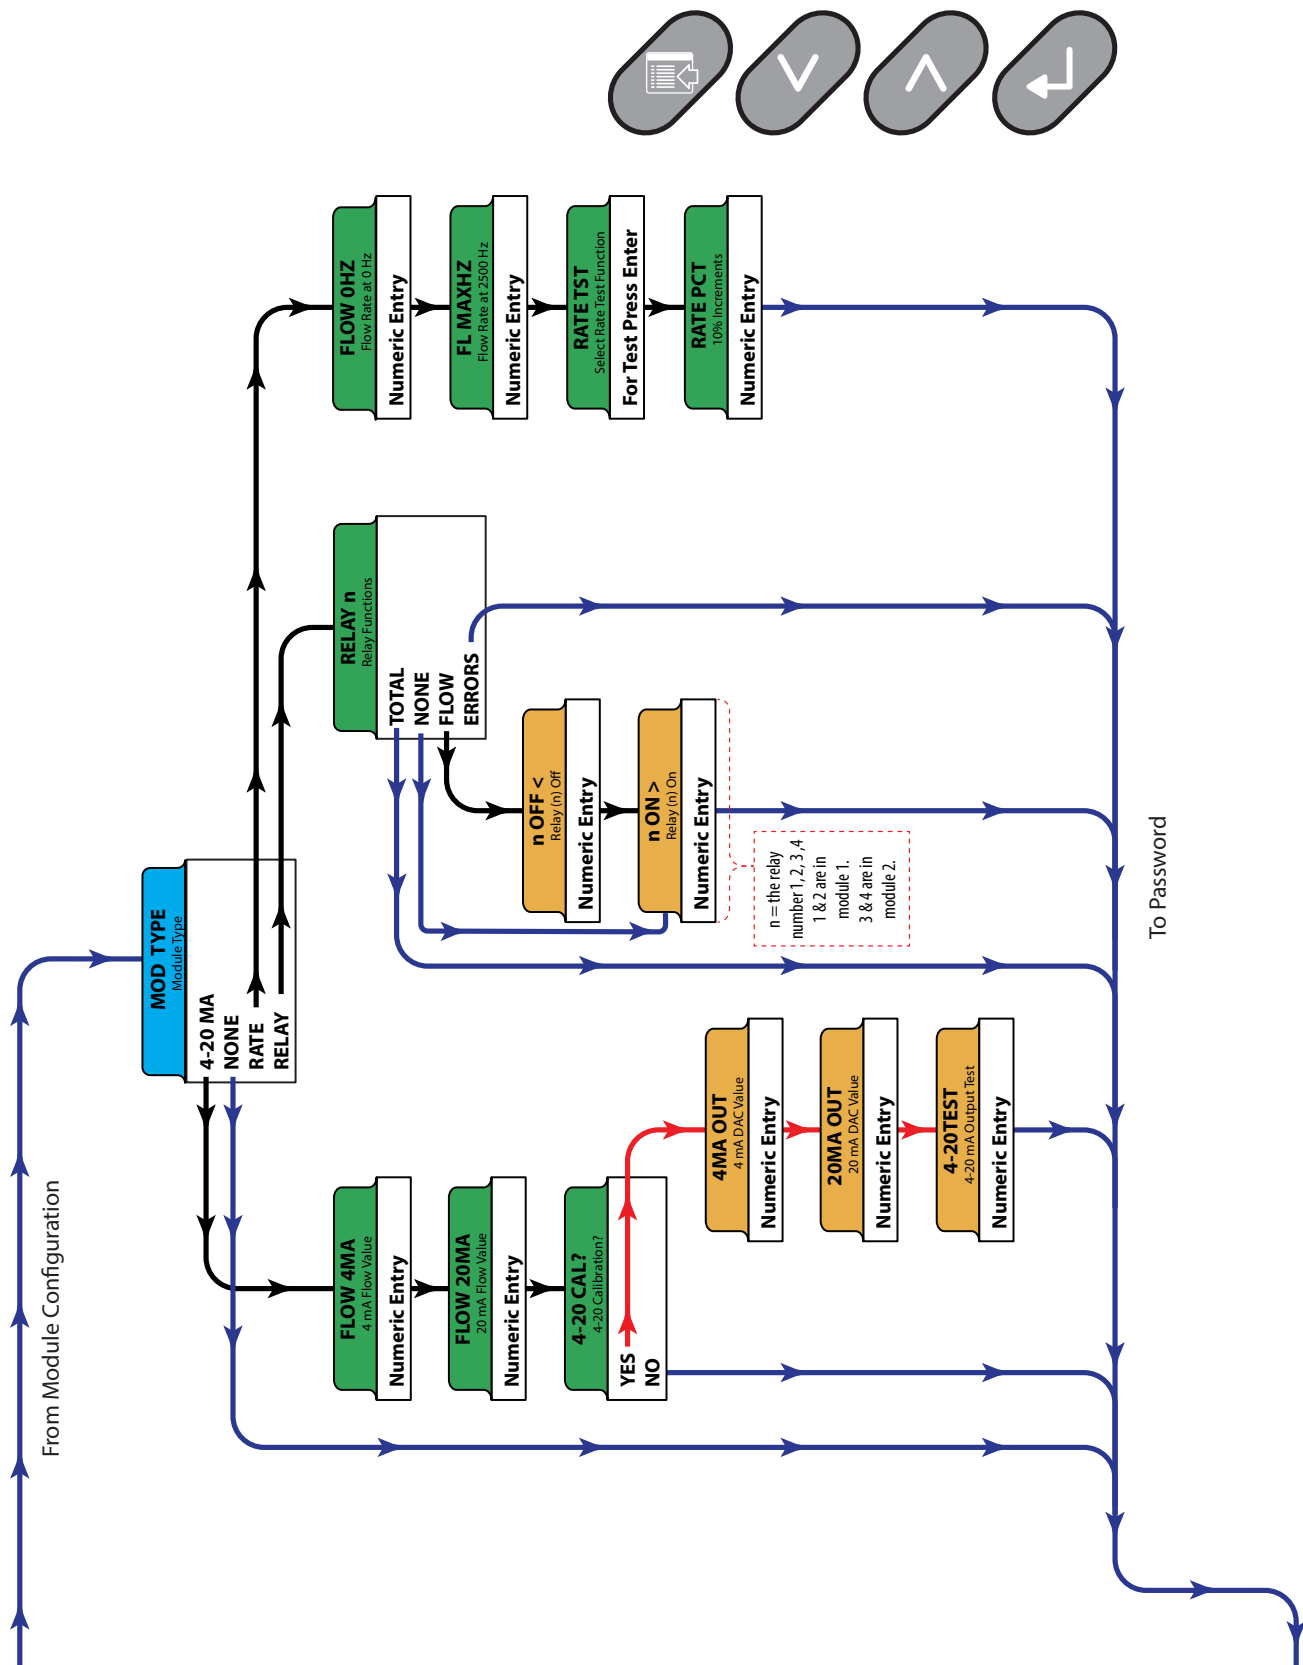 From Module Configuration
MOD TYPE
Module Type
4-20 MA
NONE
RATE
RELAY
FLOW 4MA
4 mA Flow Value
Numeric Entry
FLOW 20MA
20 mA Flow Value
Numeric Entry
4-20 CAL?
4-20 Calibration?
YES
NO
4MA OUT
4 mA DAC Value
Numeric Entry
20MA OUT
20 mA DAC Value
Numeric Entry
4-20TEST
4-20 mA Output Test
Numeric Entry
RELAY n
Relay Functions
TOTAL
NONE
FLOW
ERRORS
n OFF <
Relay (n) Off
Numeric Entry
n ON >
Relay (n) On
Numeric Entry
n = the relay
number 1, 2, 3 ,4
1 & 2 are in
module 1.
3 & 4 are in
module 2.
FLOW 0HZ
Flow Rate at 0 Hz
Numeric Entry
FL MAXHZ
Flow Rate at 2500 Hz
Numeric Entry
RATE TST
Select Rate Test Function
For Test Press Enter
RATE PCT
10% Increments
Numeric Entry
To Password